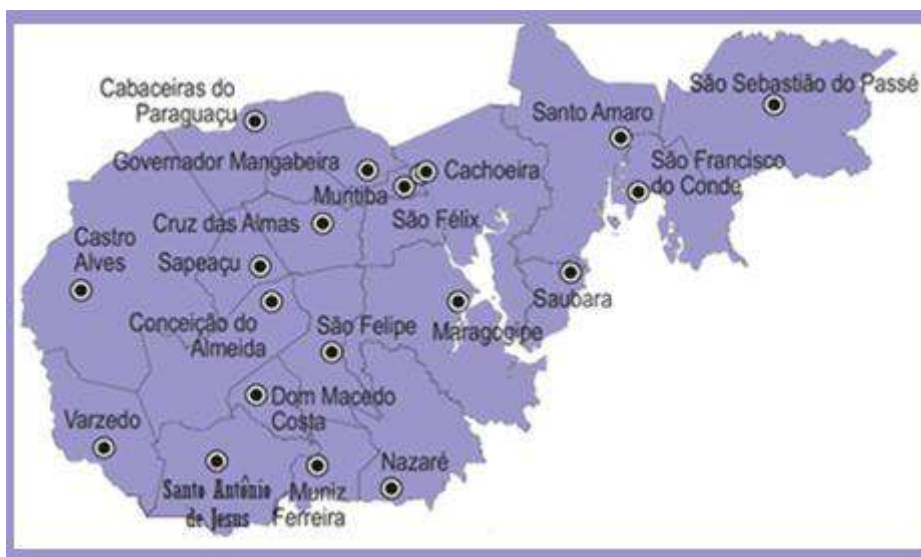 Cabaceiras do
Paraguaçu
São Sebastião do Passé
Santo Amaro
Governador Mangabeira
Cachoeira
São Francisco
do Conde
Muritiba
Cruz das Almas
São Félix
Castro
Alves
Sapeaçu
Saubara
Conceição do
Almeida
São Felipe
Maragogipe
Dom Macedo
Costa
Varzedo
Nazaré
Santo Antônio
de Jesus
Muniz
Ferreira